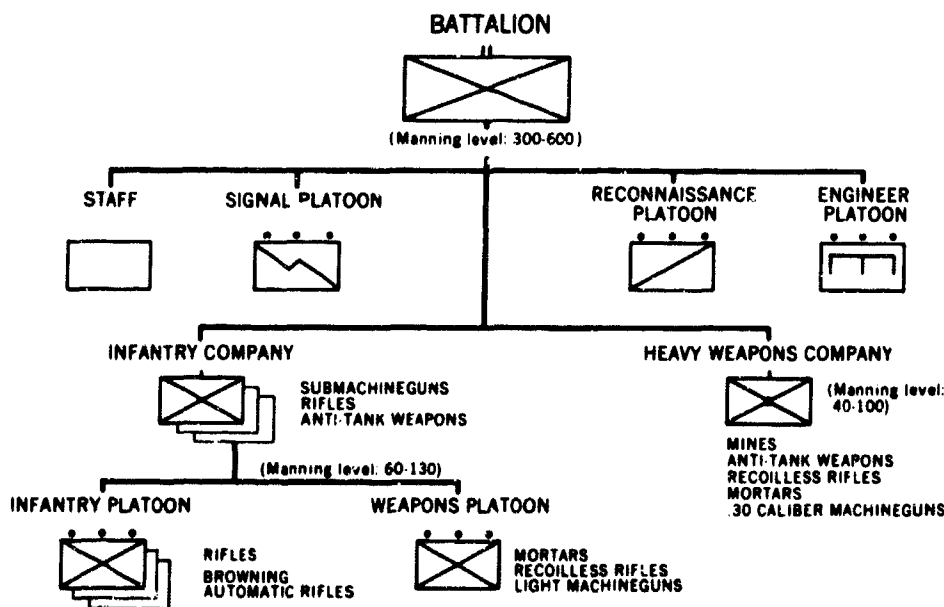 BATTALION
(Manning level: 300-600)
STAFF
SIGNAL PLATOON
RECONNAISSANCE
PLATOON
ENGINEER
PLATOON
INFANTRY COMPANY
SUBMACHINEGUNS
RIFLES
ANTI-TANK WEAPONS
HEAVY WEAPONS COMPANY
(Manning level:
40-100)
MINES
ANTI-TANK WEAPONS
RECOILLESS RIFLES
MORTARS
.30 CALIBER MACHINEGUNS
(Manning level: 60-130)
INFANTRY PLATOON
RIFLES
BROWNING
AUTOMATIC RIFLES
WEAPONS PLATOON
MORTARS
RECOILLESS RIFLES
LIGHT MACHINEGUNS